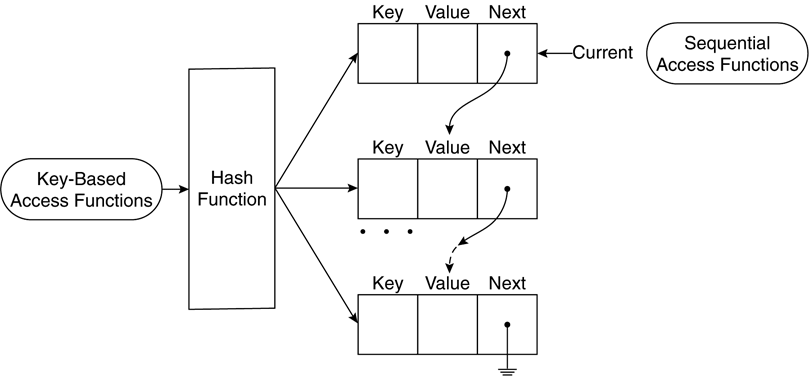 Key Value Next
Current
Sequential
Access Functions
Key-Based
Access Functions
Hash
Function
Key Value Next
. . .
Key Value Next